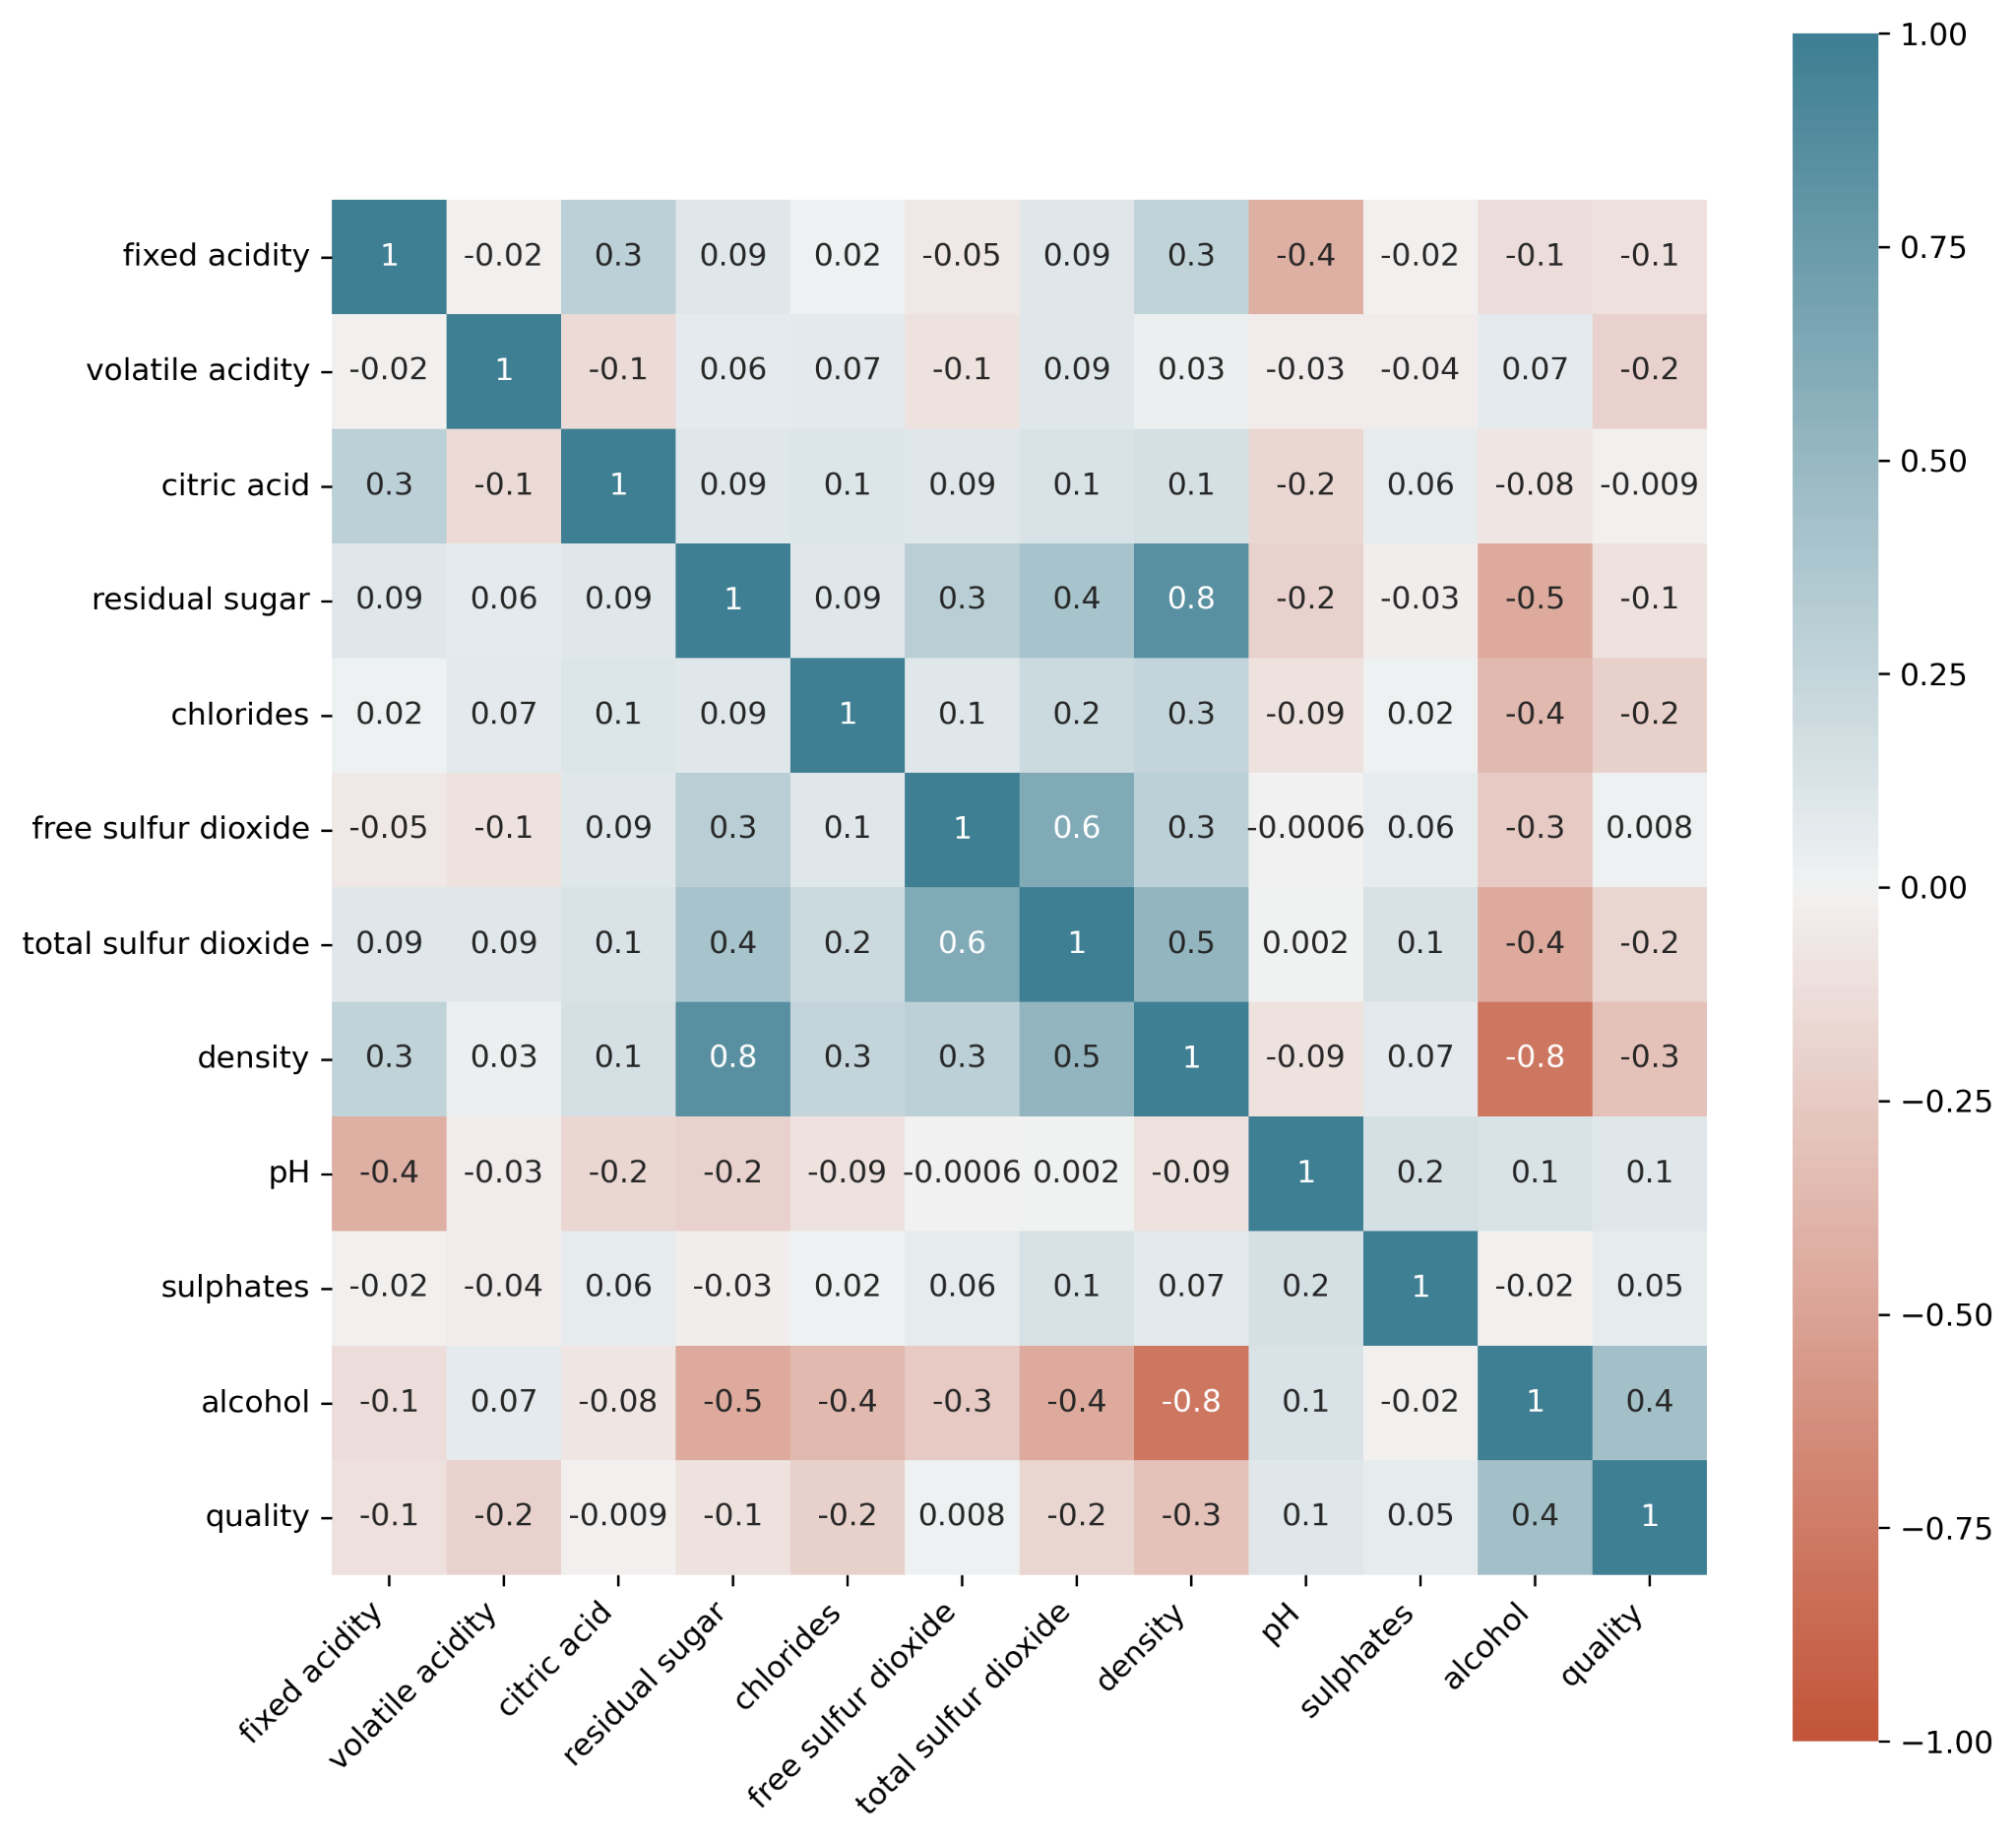 fixed acidity 1 -0.02 0.3 0.09 0.02 -0.05 0.09 0.3 -0.4 -0.02 -0.1 -0.1
volatile acidity -0.02 1 -0.1 0.06 0.07 -0.1 0.09 0.03 -0.03 -0.04 0.07 -0.2
citric acid 0.3 -0.1 1 0.09 0.1 0.09 0.1 0.1 -0.2 0.06 -0.08 -0.009
residual sugar 0.09 0.06 0.09 1 0.09 0.3 0.4 0.8 -0.2 -0.03 -0.5 -0.1
chlorides 0.02 0.07 0.1 0.09 1 0.1 0.2 0.3 -0.09 0.02 -0.4 -0.2
free sulfur dioxide -0.05 -0.1 0.09 0.3 0.1 1 0.6 0.3 -0.0006 0.06 -0.3 0.008
total sulfur dioxide 0.09 0.09 0.1 0.4 0.2 0.6 1 0.5 0.002 0.1 -0.4 -0.2
density 0.3 0.03 0.1 0.8 0.3 0.3 0.5 1 -0.09 0.07 -0.8 -0.3
pH -0.4 -0.03 -0.2 -0.2 -0.09 -0.0006 0.002 -0.09 1 0.2 0.1 0.1
sulphates -0.02 -0.04 0.06 -0.03 0.02 0.06 0.1 0.07 0.2 1 -0.02 0.05
alcohol -0.1 0.07 -0.08 -0.5 -0.4 -0.3 -0.4 -0.8 0.1 -0.02 1 0.4
quality -0.1 -0.2 -0.009 -0.1 -0.2 0.008 -0.2 -0.3 0.1 0.05 0.4 1
fixed acidity
volatile acidity
citric acid
residual sugar
chlorides
free sulfur dioxide
total sulfur dioxide
density
pH
sulphates
alcohol
quality
1.00
0.75
0.50
0.25
0.00
−0.25
−0.50
−0.75
−1.00